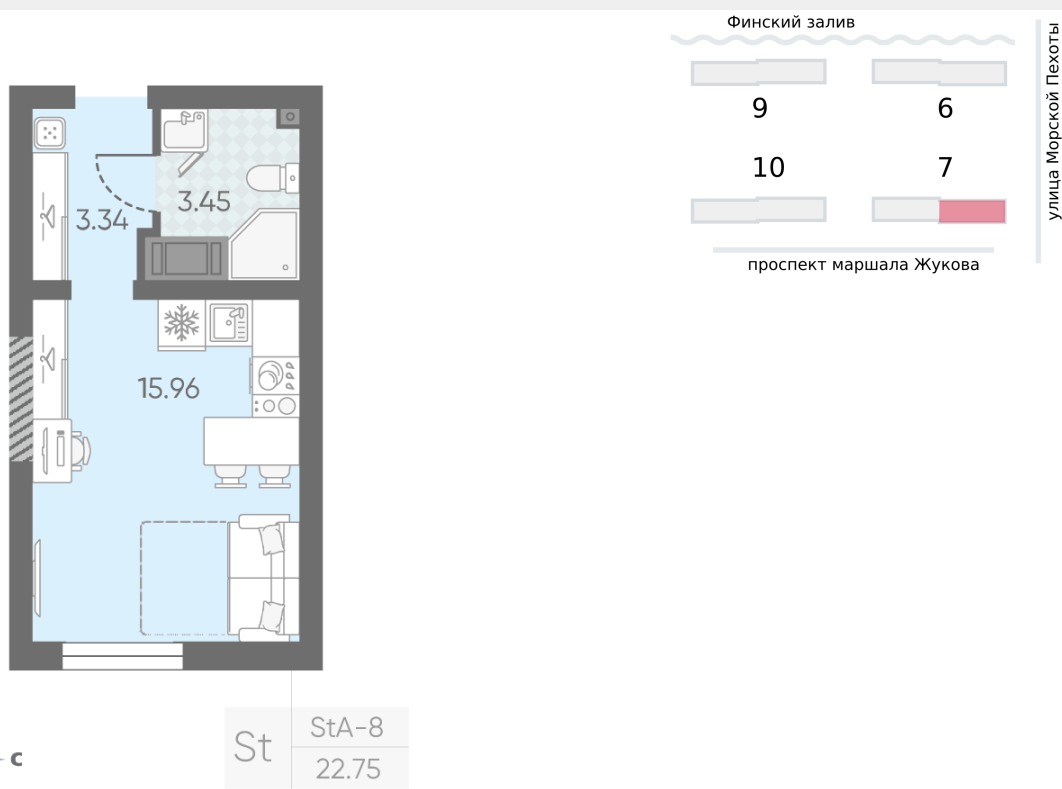 Финский залив
9
6
10
7
проспект маршала Жукова
улица Морской Пехоты
3.34
3.45
15.96
St
StA-8
22.75
с